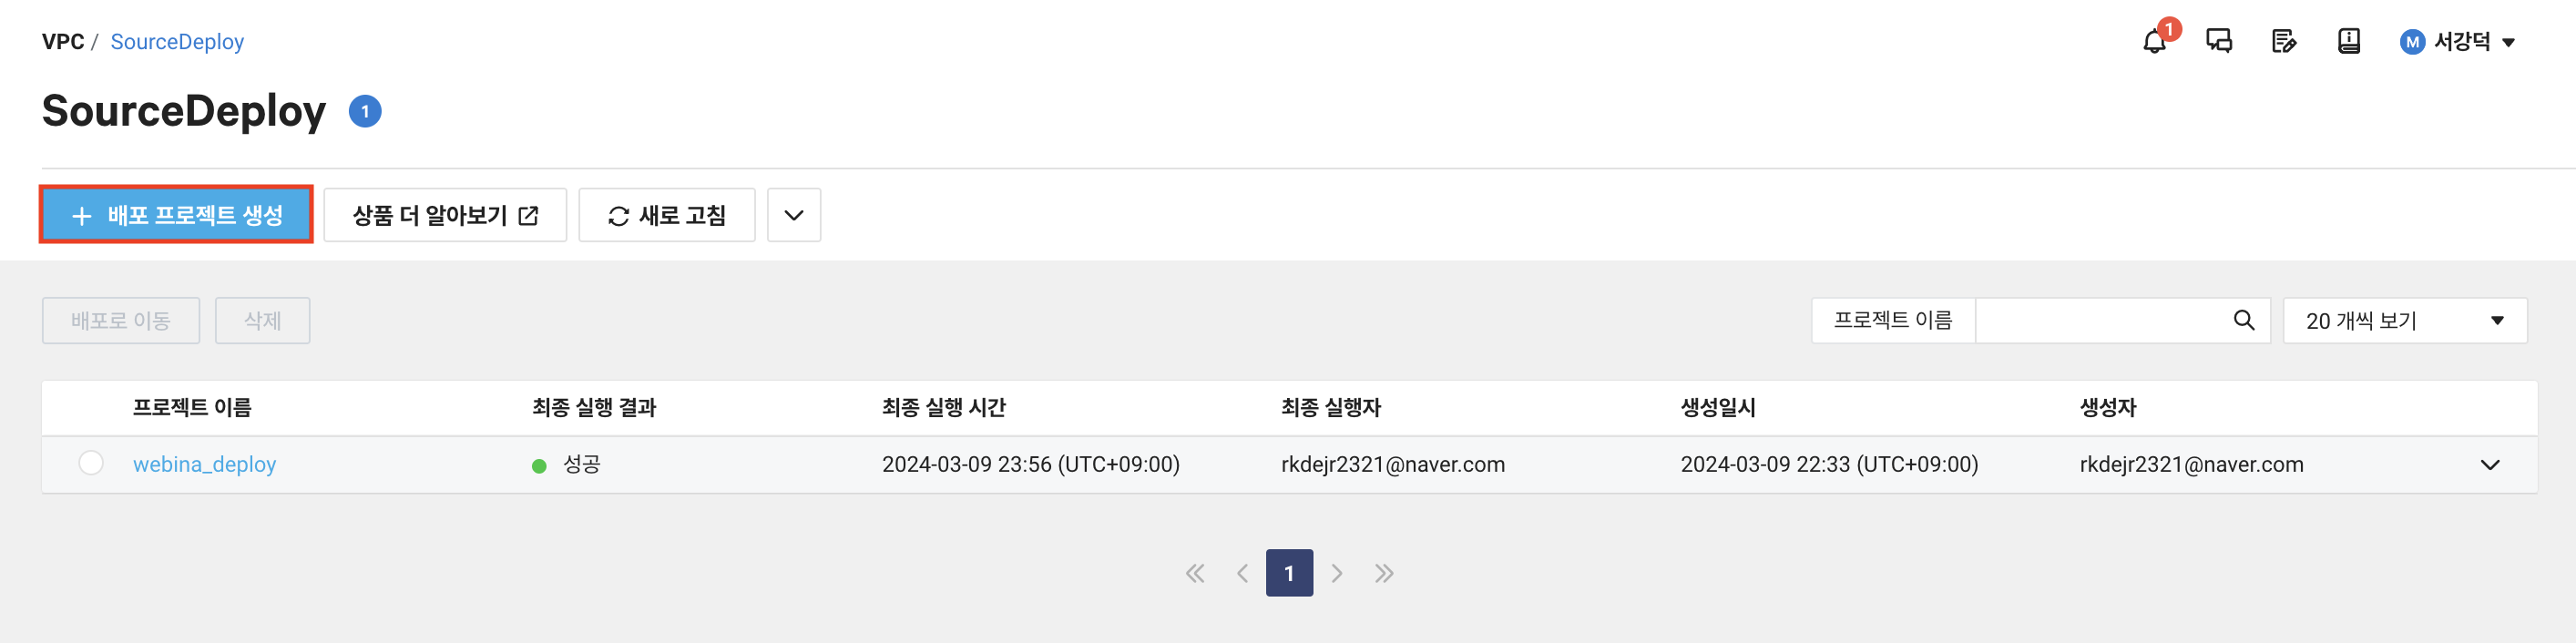 VPC / SourceDeploy
1
M 서강덕
SourceDeploy 1
+ 배포 프로젝트 생성
상품 더 알아보기
새로 고침
배포로 이동
삭제
프로젝트 이름
20 개씩 보기
프로젝트 이름 최종 실행 결과 최종 실행 시간 최종 실행자 생성일시 생성자
webina_deploy 성공 2024-03-09 23:56 (UTC+09:00) rkdejr2321@naver.com 2024-03-09 22:33 (UTC+09:00) rkdejr2321@naver.com
1